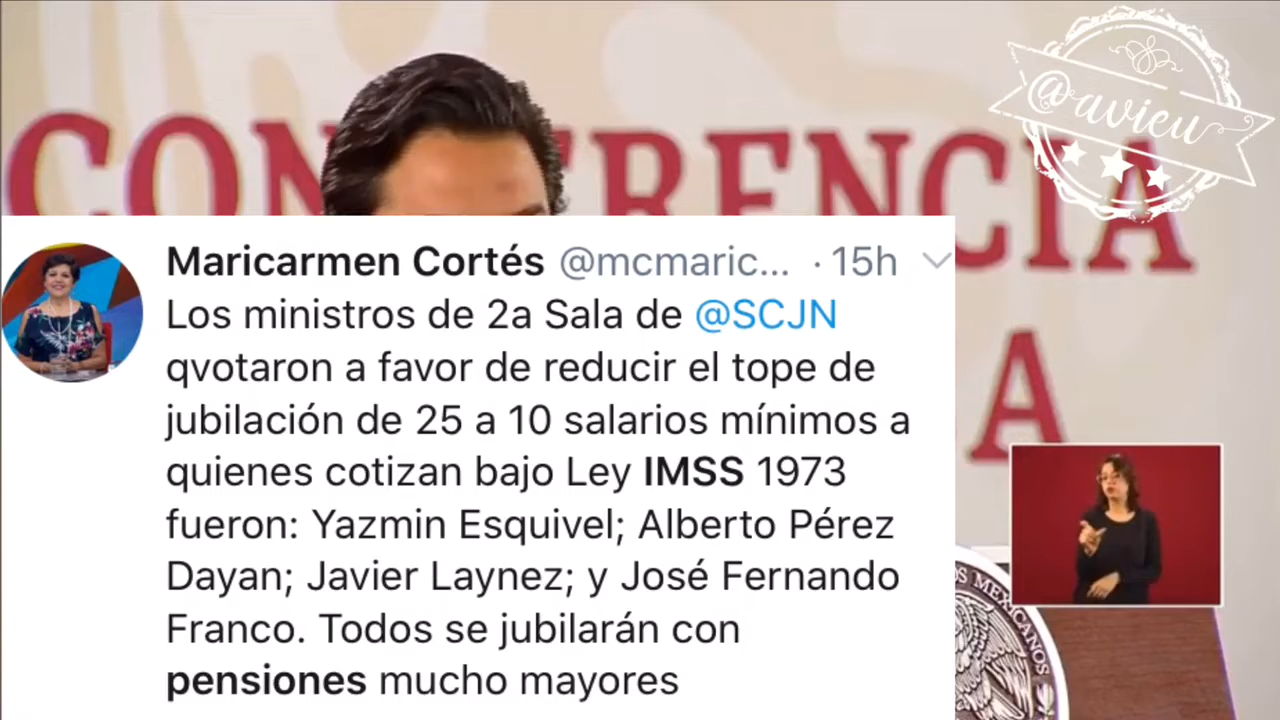 CONFERENCIA
@avieu
A
Maricarmen Cortés @mcmaric... · 15h
Los ministros de 2a Sala de @SCJN
qvotaron a favor de reducir el tope de
jubilación de 25 a 10 salarios mínimos a
quienes cotizan bajo Ley IMSS 1973
fueron: Yazmin Esquivel; Alberto Pérez
Dayan; Javier Laynez; y José Fernando
Franco. Todos se jubilarán con
pensiones mucho mayores
OS MEXICANOS